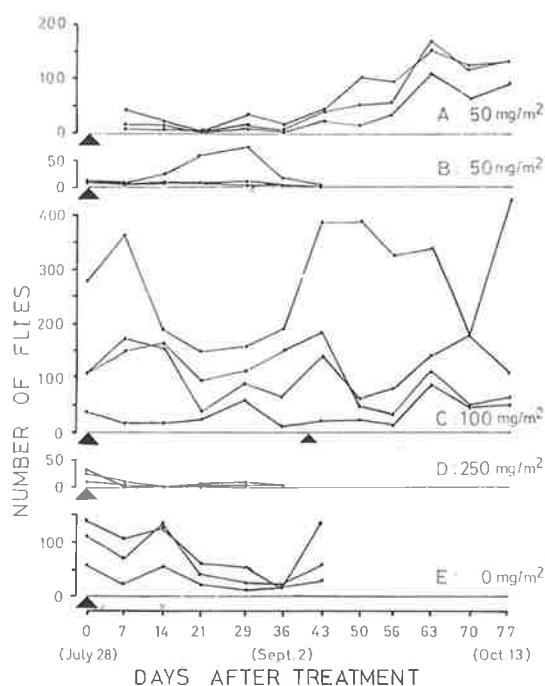 NUMBER OF FLIES
200
100
0
A 50 mg/m²
50
0
B : 50 mg/m²
400
300
200
100
0
C : 100 mg/m²
50
0
D : 250 mg/m²
100
0
E : 0 mg/m²
0 7 14 21 29 36 43 50 56 63 70 77
(July 28) (Sept. 2) (Oct. 13)
DAYS AFTER TREATMENT